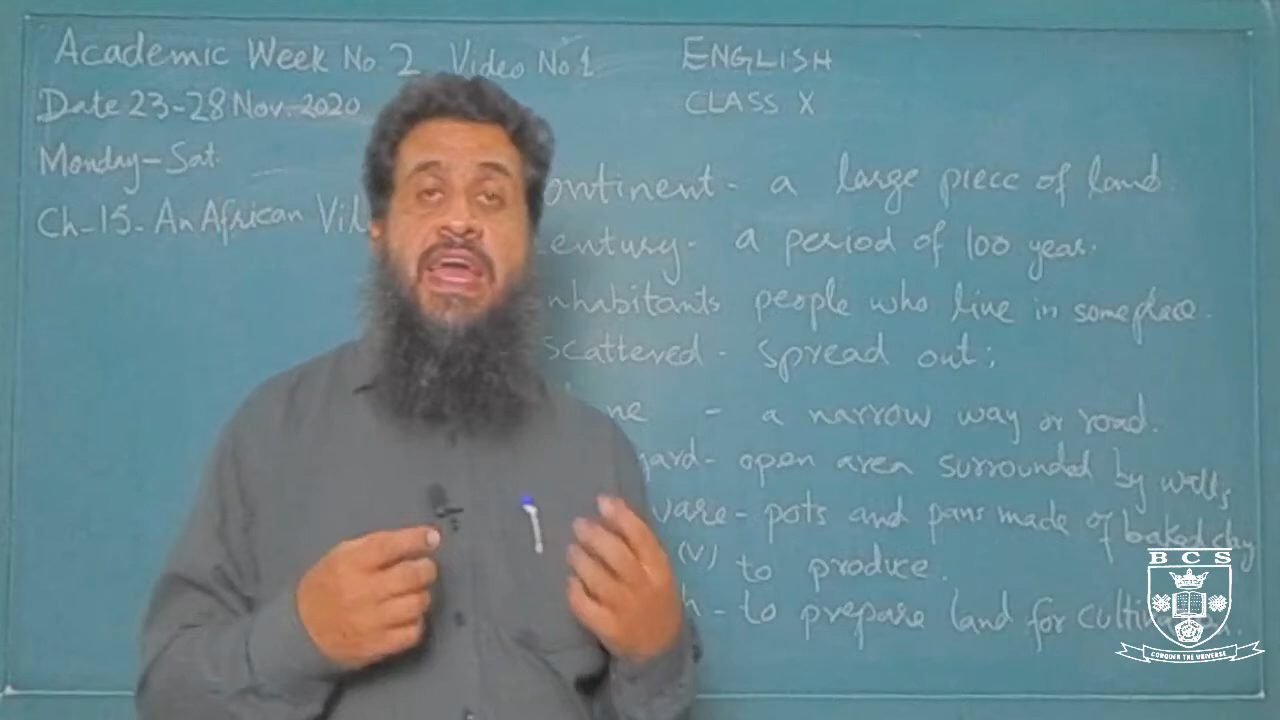 Academic Week No. 2 Video No 1
Date 23-28 Nov. 2020
Monday-Sat.
Ch-15. An African Vil
ENGLISH
CLASS X
ontinent - a large piece of land
entury - a period of 100 year.
nhabitants people who live in some place.
scattered - spread out;
ne - a narrow way or road.
yard - open area surrounded by walls,
ware - pots and pans made of baked clay
(V) to produce.
h - to prepare land for cultivation.
BCS
CONQUER THE UNIVERSE